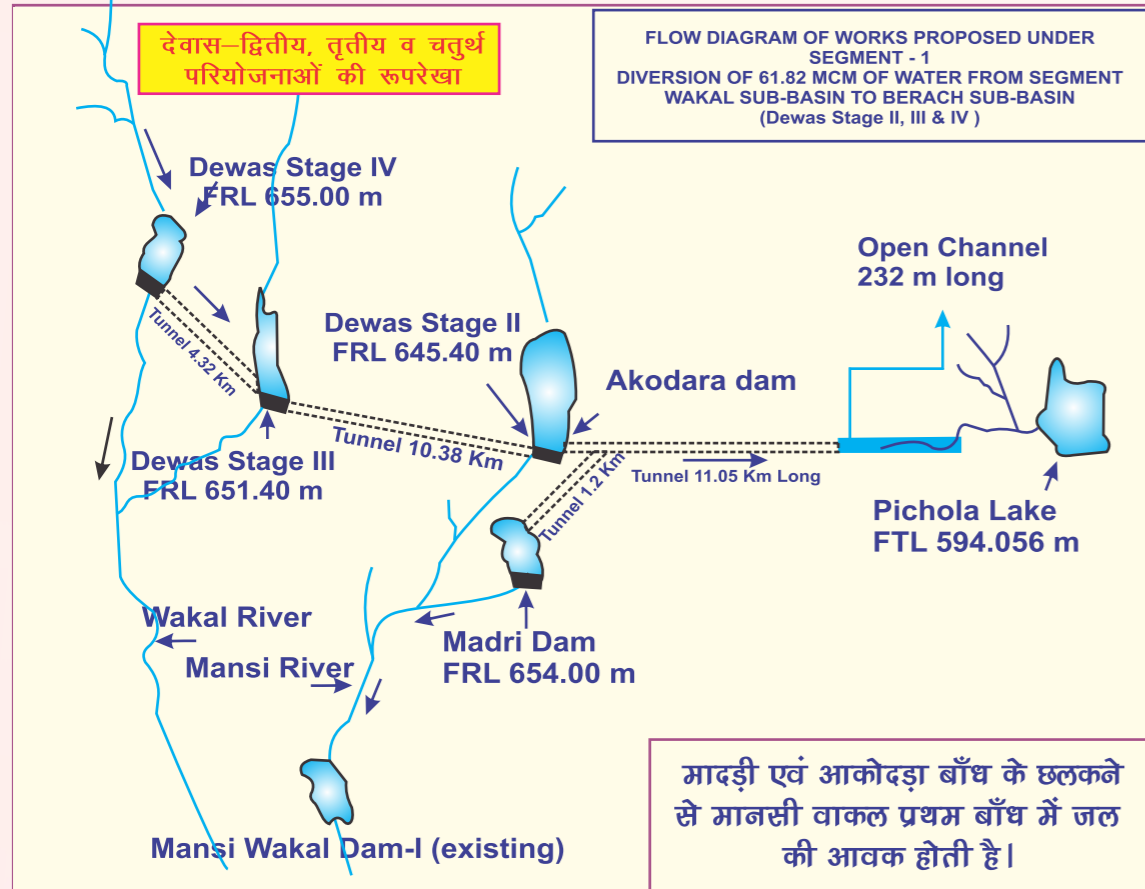 देवास–द्वितीय, तृतीय व चतुर्थ
परियोजनाओं की रूपरेखा
FLOW DIAGRAM OF WORKS PROPOSED UNDER
SEGMENT - 1
DIVERSION OF 61.82 MCM OF WATER FROM SEGMENT
WAKAL SUB-BASIN TO BERACH SUB-BASIN
(Dewas Stage II, III & IV )
Dewas Stage IV
FRL 655.00 m
Open Channel
232 m long
Tunnel 4.32 Km
Dewas Stage II
FRL 645.40 m
Akodara dam
Tunnel 10.38 Km
Dewas Stage III
FRL 651.40 m
Tunnel 1.2 Km
Tunnel 11.05 Km Long
Pichola Lake
FTL 594.056 m
Wakal River
Mansi River
Madri Dam
FRL 654.00 m
Mansi Wakal Dam-I (existing)
मादड़ी एवं आकोदड़ा बाँध के छलकने
से मानसी वाकल प्रथम बाँध में जल
की आवक होती है।